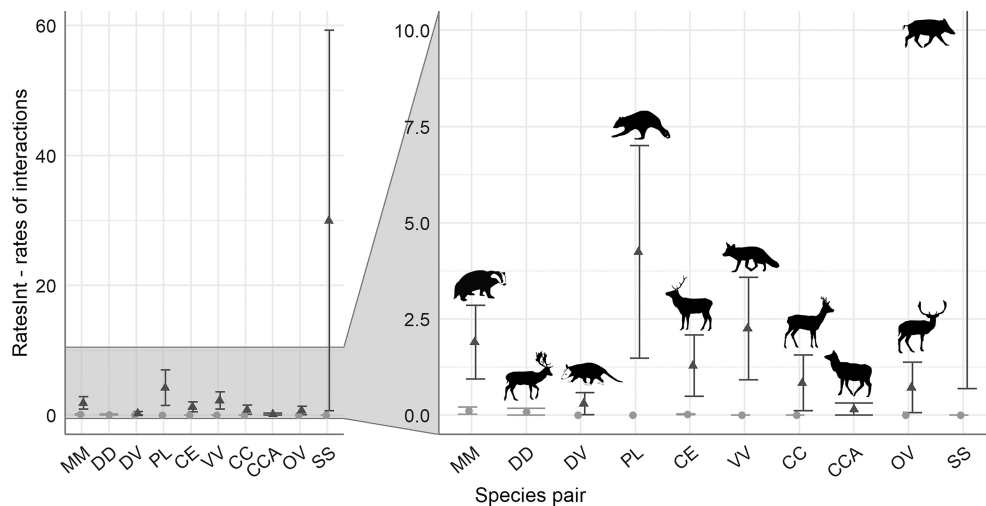 RatesInt - rates of interactions
60
40
20
0
MM DD DV PL CE VV CC CCA OV SS
10.0
7.5
5.0
2.5
0.0
MM DD DV PL CE VV CC CCA OV SS
Species pair